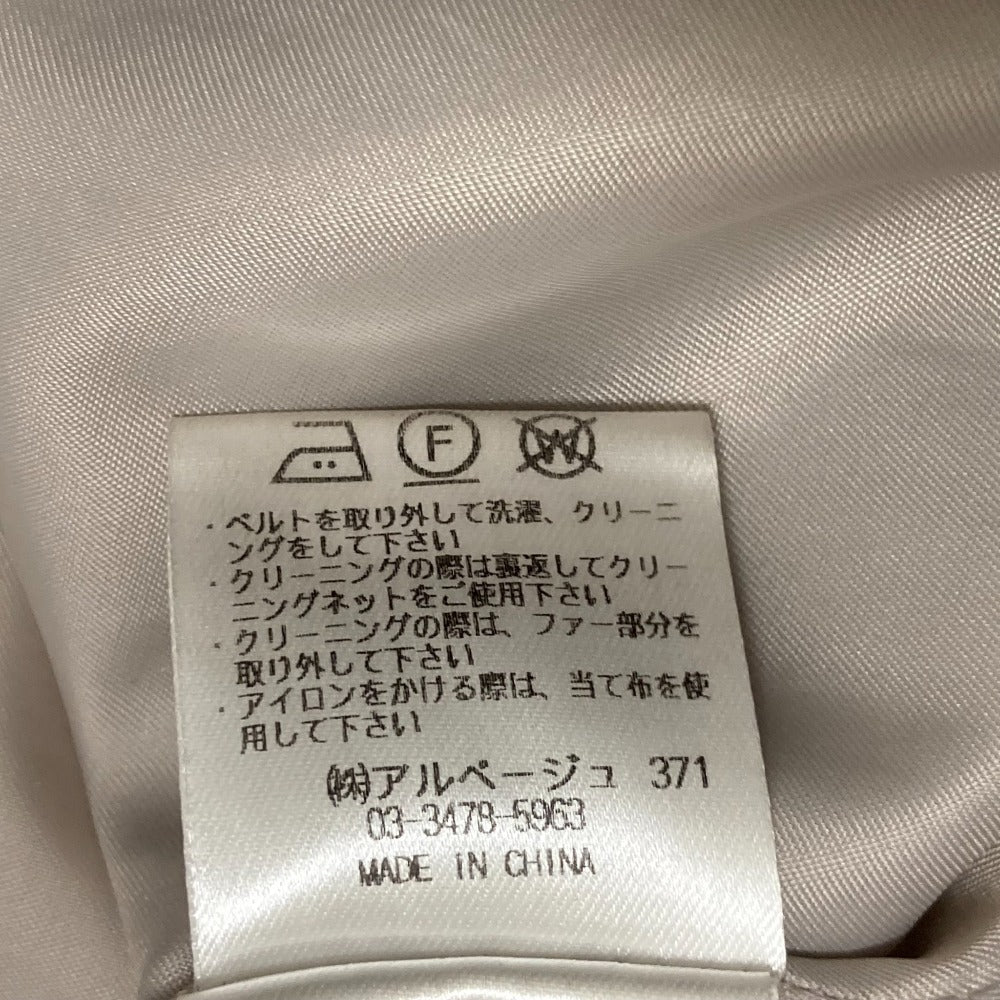 F W
・ベルトを取り外して洗濯、クリーニ
ングをして下さい
・クリーニングの際は裏返してクリー
ニングネットをご使用下さい
・クリーニングの際は、ファー部分を
取り外して下さい
・アイロンをかける際は、当て布を使
用して下さい
㈱アルページュ 371
03-3478-5963
MADE IN CHINA